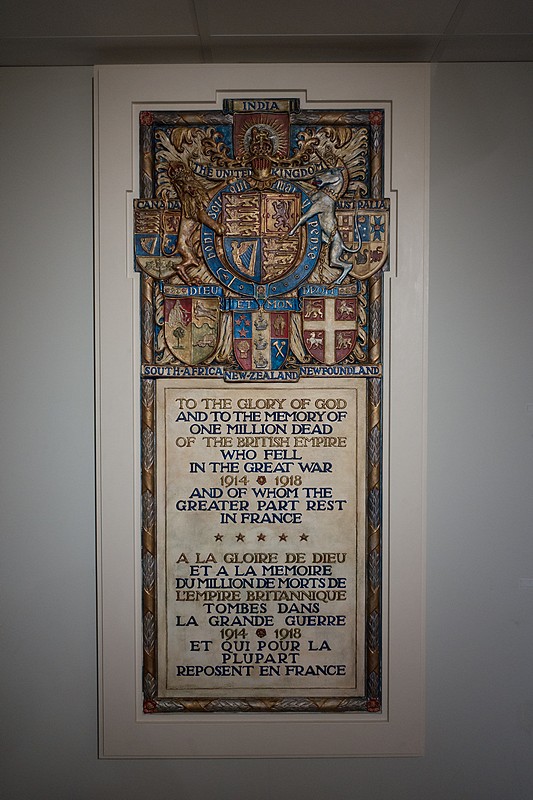 INDIA
THE UNITED KINGDOM
CANADA
AUSTRALIA
DIEU ET MON DROIT
SOUTH-AFRICA
NEW-ZEALAND
NEWFOUNDLAND
TO THE GLORY OF GOD
AND TO THE MEMORY OF
ONE MILLION DEAD
OF THE BRITISH EMPIRE
WHO FELL
IN THE GREAT WAR
1914 1918
AND OF WHOM THE
GREATER PART REST
IN FRANCE
A LA GLOIRE DE DIEU
ET A LA MEMOIRE
DU MILLION DE MORTS DE
L'EMPIRE BRITANNIQUE
TOMBES DANS
LA GRANDE GUERRE
1914 1918
ET QUI POUR LA
PLUPART
REPOSENT EN FRANCE